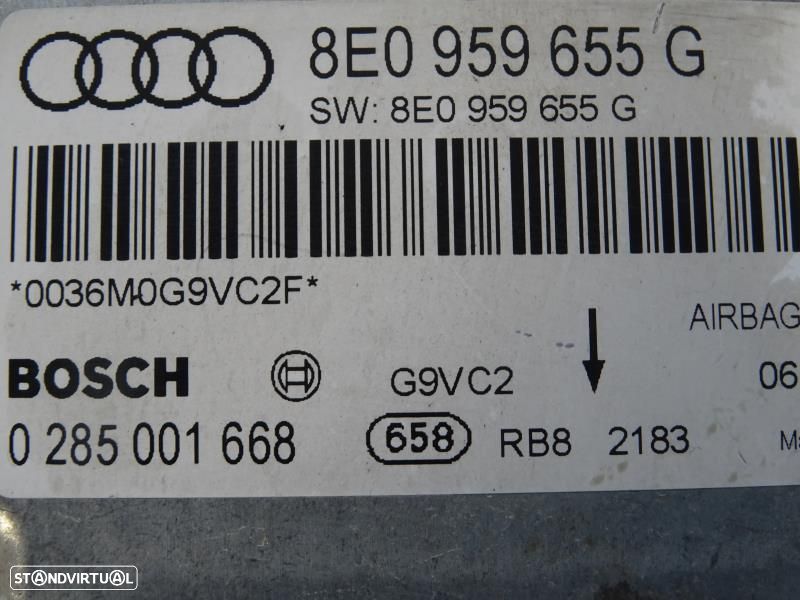 8E0 959 655 G
SW: 8E0 959 655 G
*0036M0G9VC2F*
AIRBAG
BOSCH G9VC2 06
0 285 001 668 658 RB8 2183
STANDVIRTUAL